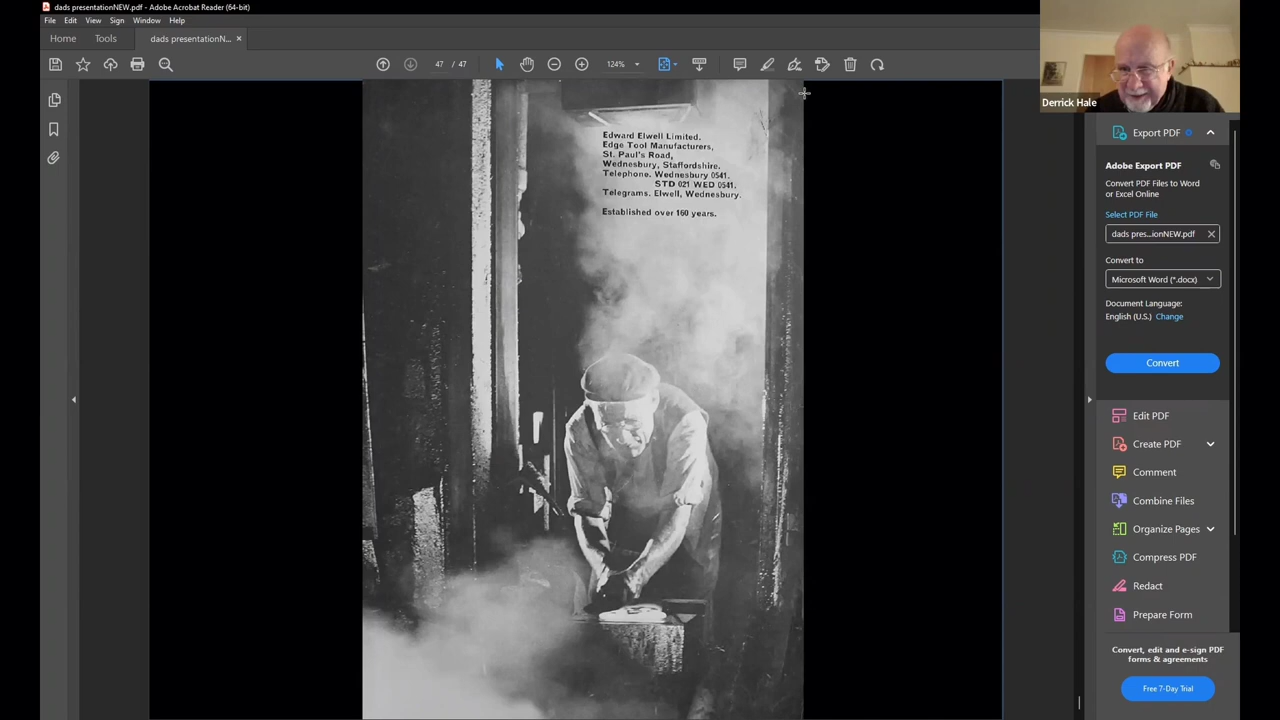 dads presentationNEW.pdf - Adobe Acrobat Reader (64-bit)
File Edit View Sign Window Help
Home Tools dads presentationN... ×
47 / 47 124%
Derrick Hale
Edward Elwell Limited.
Edge Tool Manufacturers,
St. Paul's Road,
Wednesbury, Staffordshire.
Telephone. Wednesbury 0541.
STD 021 WED 0541.
Telegrams. Elwell, Wednesbury.
Established over 160 years.
Export PDF
Adobe Export PDF
Convert PDF Files to Word
or Excel Online
Select PDF File
dads pres...ionNEW.pdf
Convert to
Microsoft Word (*.docx)
Document Language:
English (U.S.) Change
Convert
Edit PDF
Create PDF
Comment
Combine Files
Organize Pages
Compress PDF
Redact
Prepare Form
Convert, edit and e-sign PDF
forms & agreements
Free 7-Day Trial